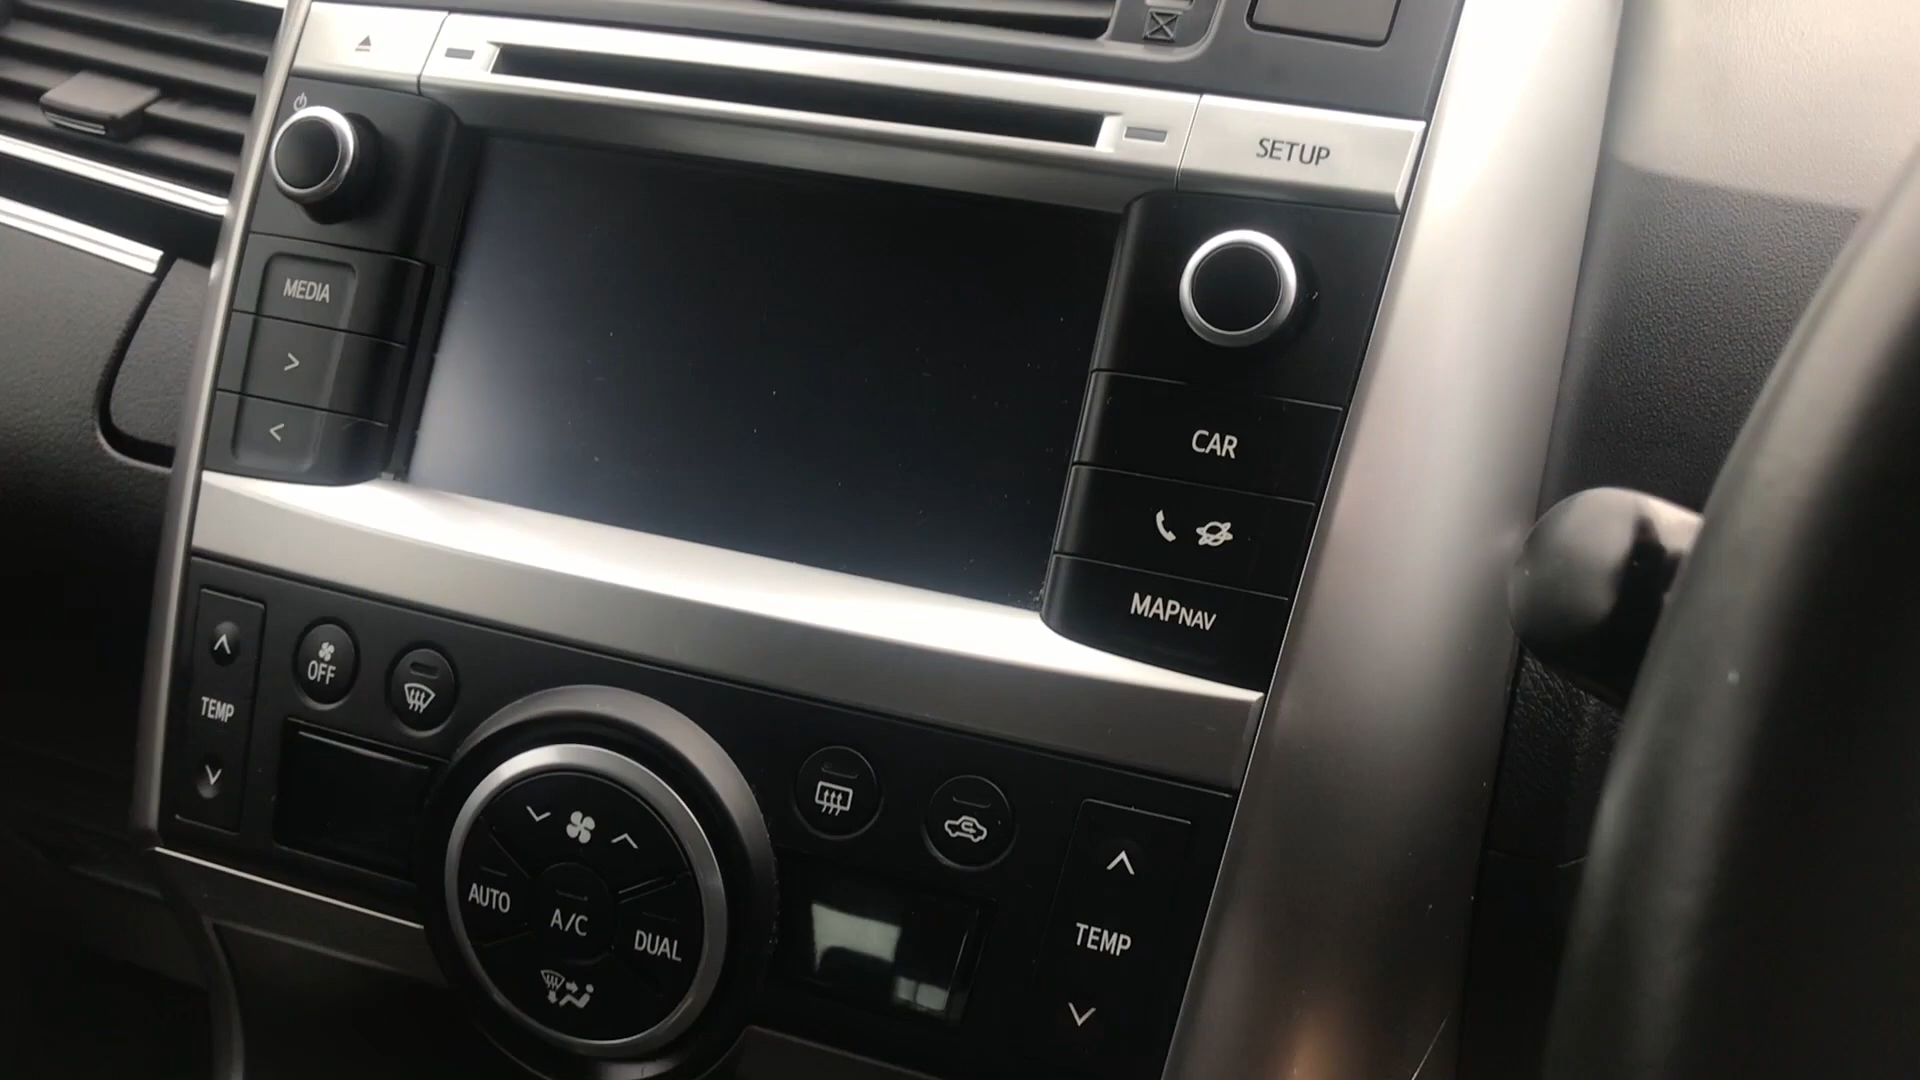 SETUP
MEDIA
>
<
CAR
MAPNAV
OFF
TEMP
AUTO
A/C
DUAL
TEMP